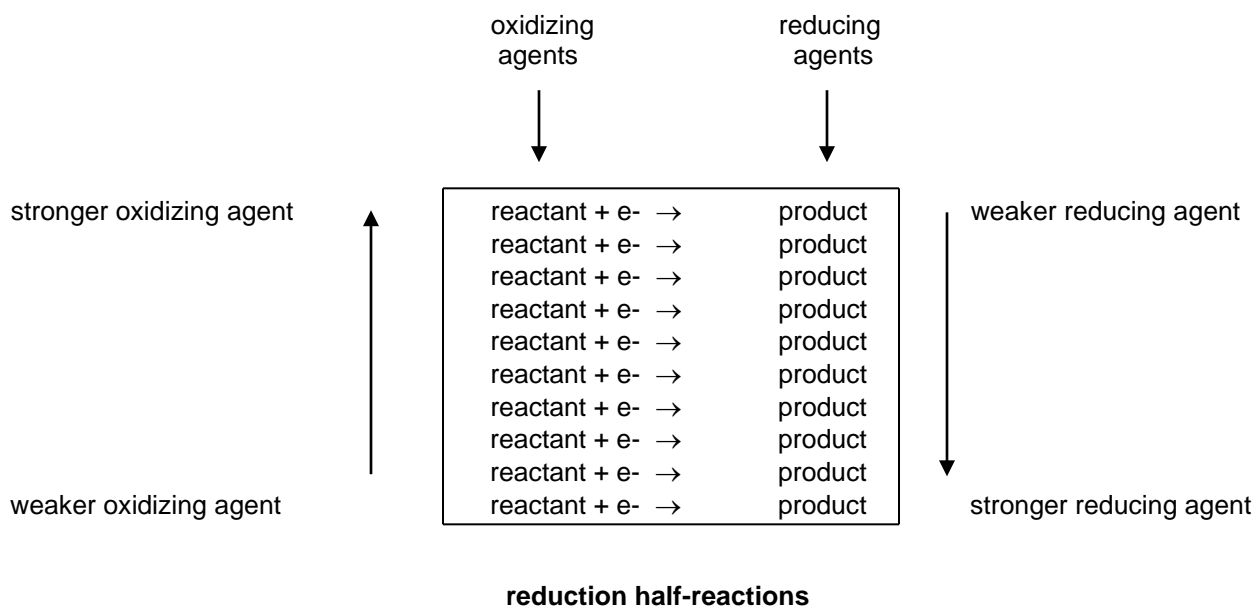 oxidizing agents
reducing agents
stronger oxidizing agent
reactant + e- → product
weaker reducing agent
reactant + e- → product
reactant + e- → product
reactant + e- → product
reactant + e- → product
reactant + e- → product
reactant + e- → product
reactant + e- → product
reactant + e- → product
weaker oxidizing agent
reactant + e- → product
stronger reducing agent
reduction half-reactions